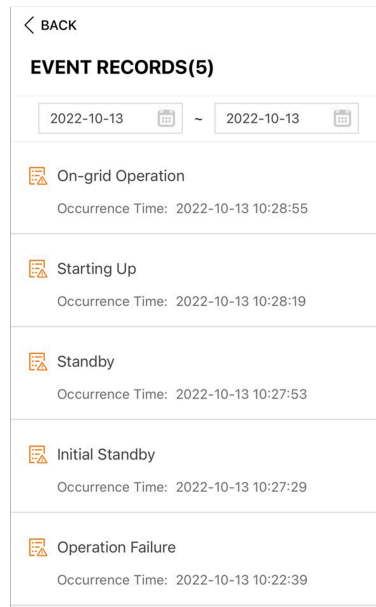 BACK
EVENT RECORDS(5)
2022-10-13 ~ 2022-10-13
On-grid Operation
Occurrence Time: 2022-10-13 10:28:55
Starting Up
Occurrence Time: 2022-10-13 10:28:19
Standby
Occurrence Time: 2022-10-13 10:27:53
Initial Standby
Occurrence Time: 2022-10-13 10:27:29
Operation Failure
Occurrence Time: 2022-10-13 10:22:39